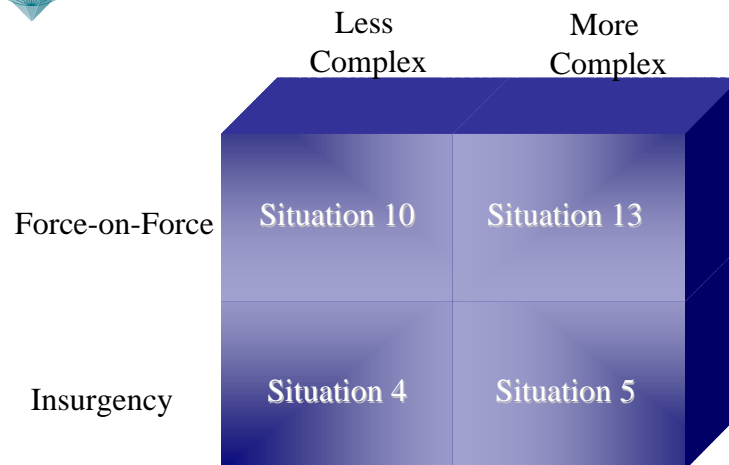 Less
Complex
More
Complex
Force-on-Force
Situation 10
Situation 13
Insurgency
Situation 4
Situation 5